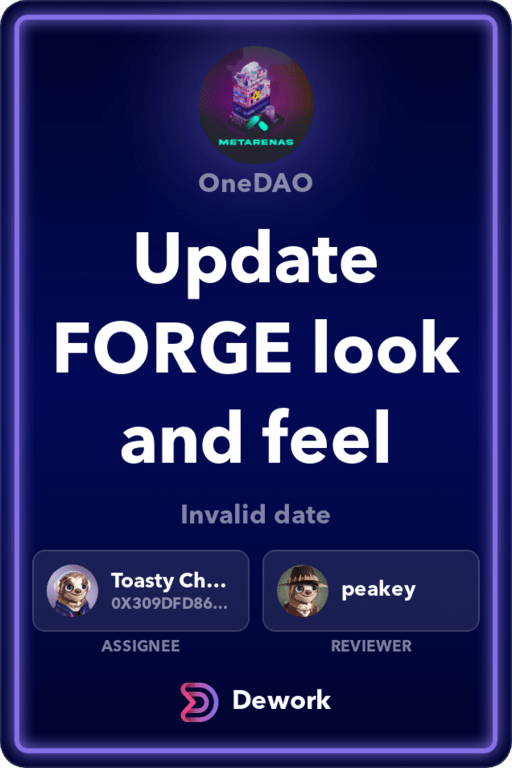 METARENAS
OneDAO
Update
FORGE look
and feel
Invalid date
Toasty Ch...
0X309DFD86...
peakey
ASSIGNEE
REVIEWER
Dework